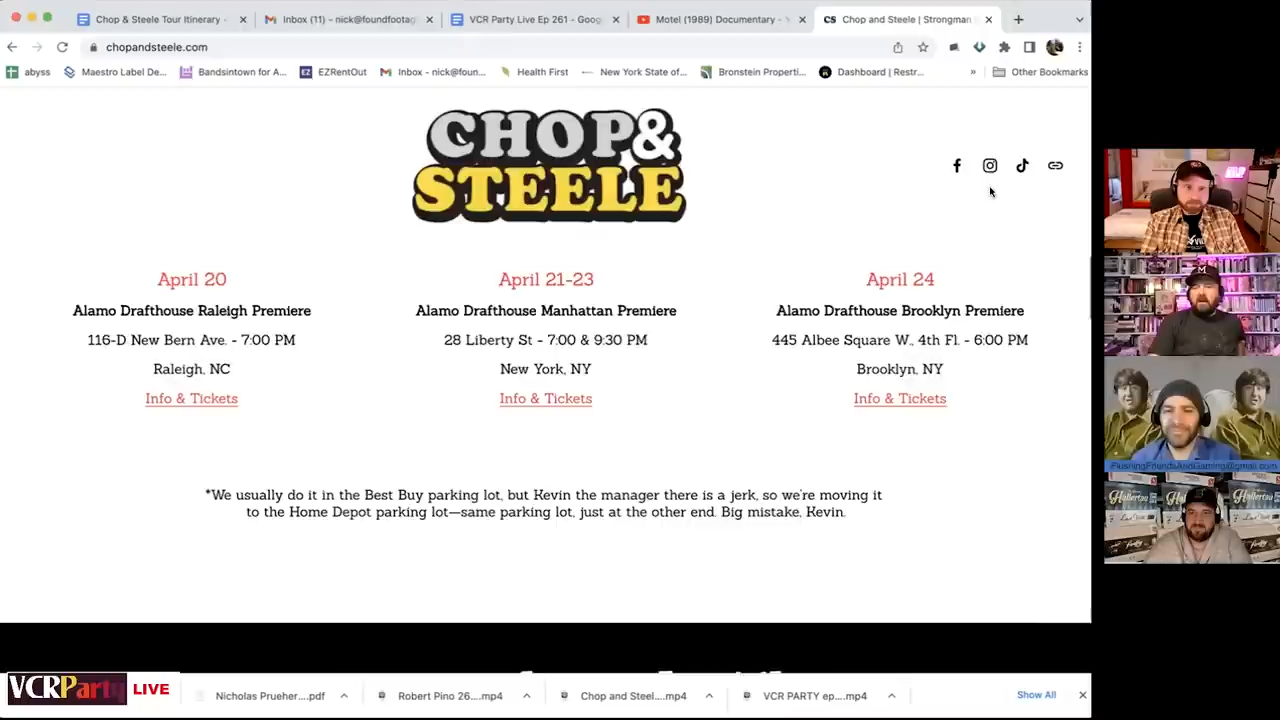 Chop & Steele Tour Itinerary -
Inbox (11) - nick@foundfootag
VCR Party Live Ep 261 - Goog
Motel (1989) Documentary - Y
CS Chop and Steele | Strongman
chopandsteele.com
abyss
Maestro Label De...
Bandsintown for A...
EZ EZRentOut
Inbox - nick@foun...
Health First
New York State of...
Bronstein Properti...
Dashboard | Restr...
» Other Bookmarks
CHOP&
STEELE
April 20
Alamo Drafthouse Raleigh Premiere
116-D New Bern Ave. - 7:00 PM
Raleigh, NC
Info & Tickets
April 21-23
Alamo Drafthouse Manhattan Premiere
28 Liberty St - 7:00 & 9:30 PM
New York, NY
Info & Tickets
April 24
Alamo Drafthouse Brooklyn Premiere
445 Albee Square W., 4th Fl. - 6:00 PM
Brooklyn, NY
Info & Tickets
*We usually do it in the Best Buy parking lot, but Kevin the manager there is a jerk, so we're moving it
to the Home Depot parking lot—same parking lot, just at the other end. Big mistake, Kevin.
VCRParty LIVE
Nicholas Prueher....pdf
Robert Pino 26....mp4
Chop and Steel....mp4
VCR PARTY ep....mp4
Show All
FlushingFriendsAndGaming@gmail.com
Hallertau
Hallertau